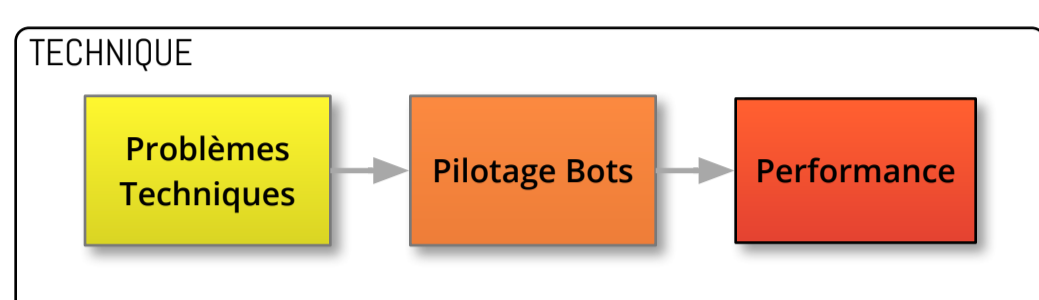 TECHNIQUE
Problèmes
Techniques
Pilotage Bots
Performance